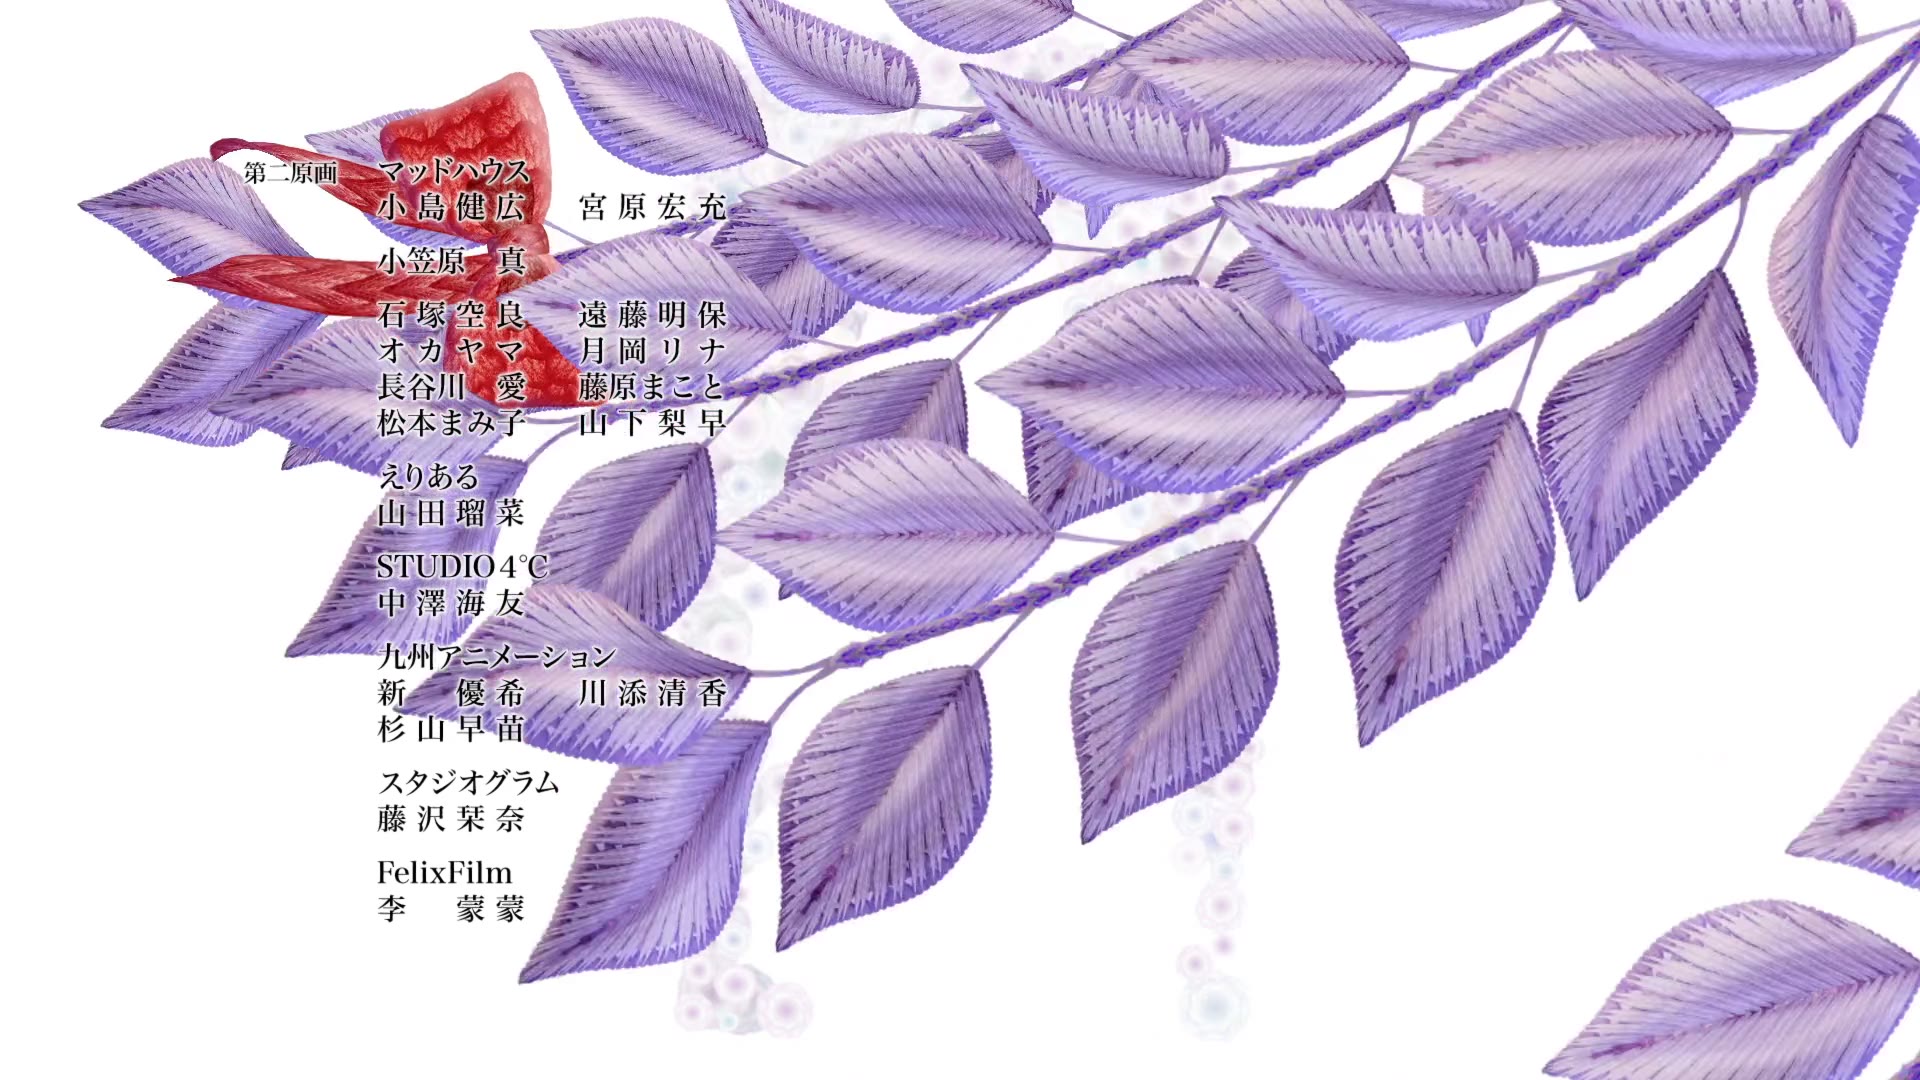 第二原画 マッドハウス
小島健広 宮原宏充
小笠原 真
石塚空良 遠藤明保
オカヤマ 月岡リナ
長谷川 愛 藤原まこと
松本まみ子 山下梨早
えりある
山田瑠菜
STUDIO4℃
中澤海友
九州アニメーション
新 優希 川添清香
杉山早苗
スタジオグラム
藤沢栞奈
FelixFilm
李 蒙蒙